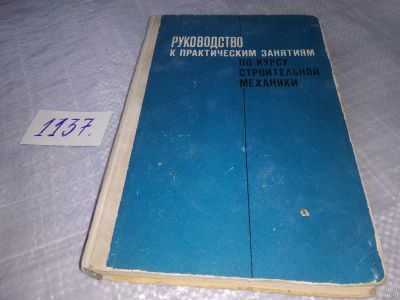 РУКОВОДСТВО
К ПРАКТИЧЕСКИМ ЗАНЯТИЯМ
ПО КУРСУ
СТРОИТЕЛЬНОЙ
МЕХАНИКИ
1137.